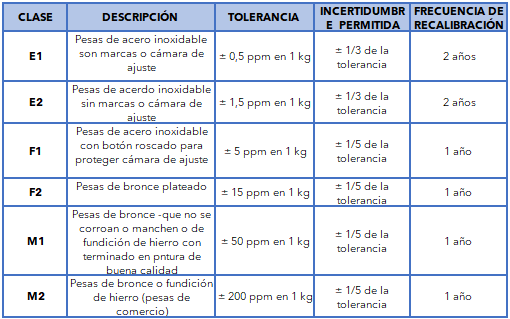 CLASE DESCRIPCIÓN TOLERANCIA INCERTIDUMBR FRECUENCIA DE
E PERMITIDA RECALIBRACIÓN
Pesas de acero inoxidable
son marcas o cámara de
ajuste
E1 ± 0,5 ppm en 1 kg ± 1/3 de la
tolerancia 2 años
Pesas de acerdo inoxidable
sin marcas o cámara de
ajuste
E2 ± 1,5 ppm en 1 kg ± 1/3 de la
tolerancia 2 años
Pesas de acero inoxidable
con botón roscado para
proteger cámara de ajuste
F1 ± 5 ppm en 1 kg ± 1/5 de la
tolerancia 1 año
F2 Pesas de bronce plateado ± 15 ppm en 1 kg ± 1/5 de la
tolerancia 1 año
Pesas de bronce -que no se
corroan o manchen o de
fundición de hierro con
terminado en pntura de
buena calidad
M1 ± 50 ppm en 1 kg ± 1/5 de la
tolerancia 1 año
Pesas de bronce o fundición
de hierro (pesas de
comercio)
M2 ± 200 ppm en 1 kg ± 1/5 de la
tolerancia 1 año